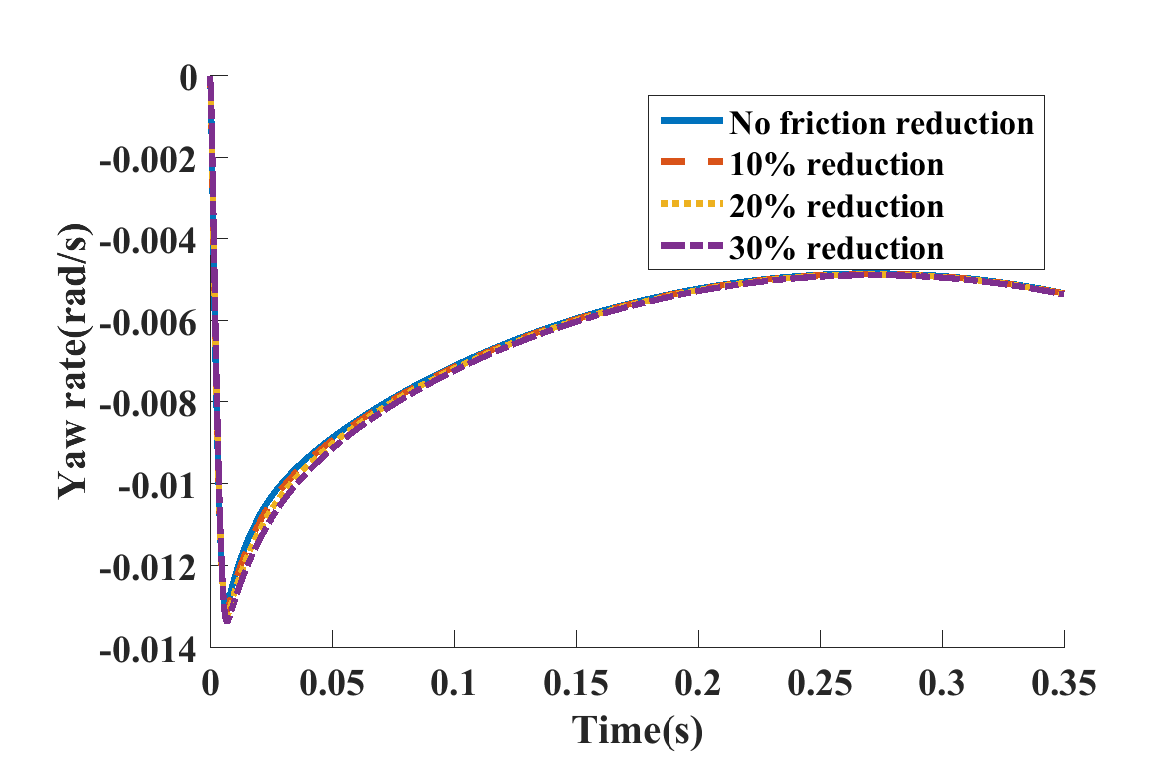 0
-0.002
-0.004
-0.006
-0.008
-0.01
-0.012
-0.014
Yaw rate(rad/s)
No friction reduction
10% reduction
20% reduction
30% reduction
0 0.05 0.1 0.15 0.2 0.25 0.3 0.35
Time(s)